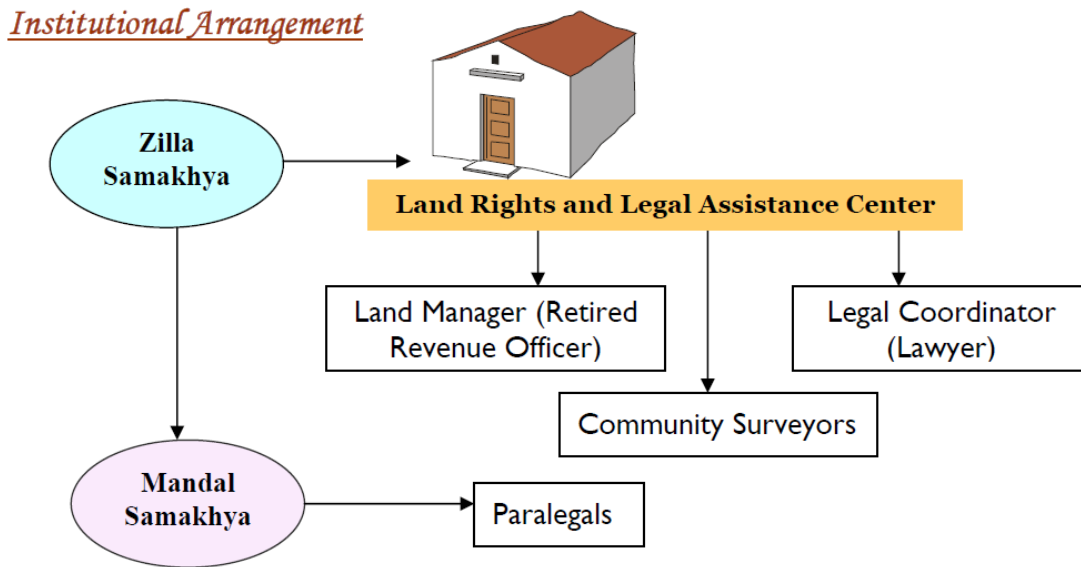 Institutional Arrangement
Zilla
Samakhya
Land Rights and Legal Assistance Center
Land Manager (Retired
Revenue Officer)
Legal Coordinator
(Lawyer)
Community Surveyors
Mandal
Samakhya
Paralegals